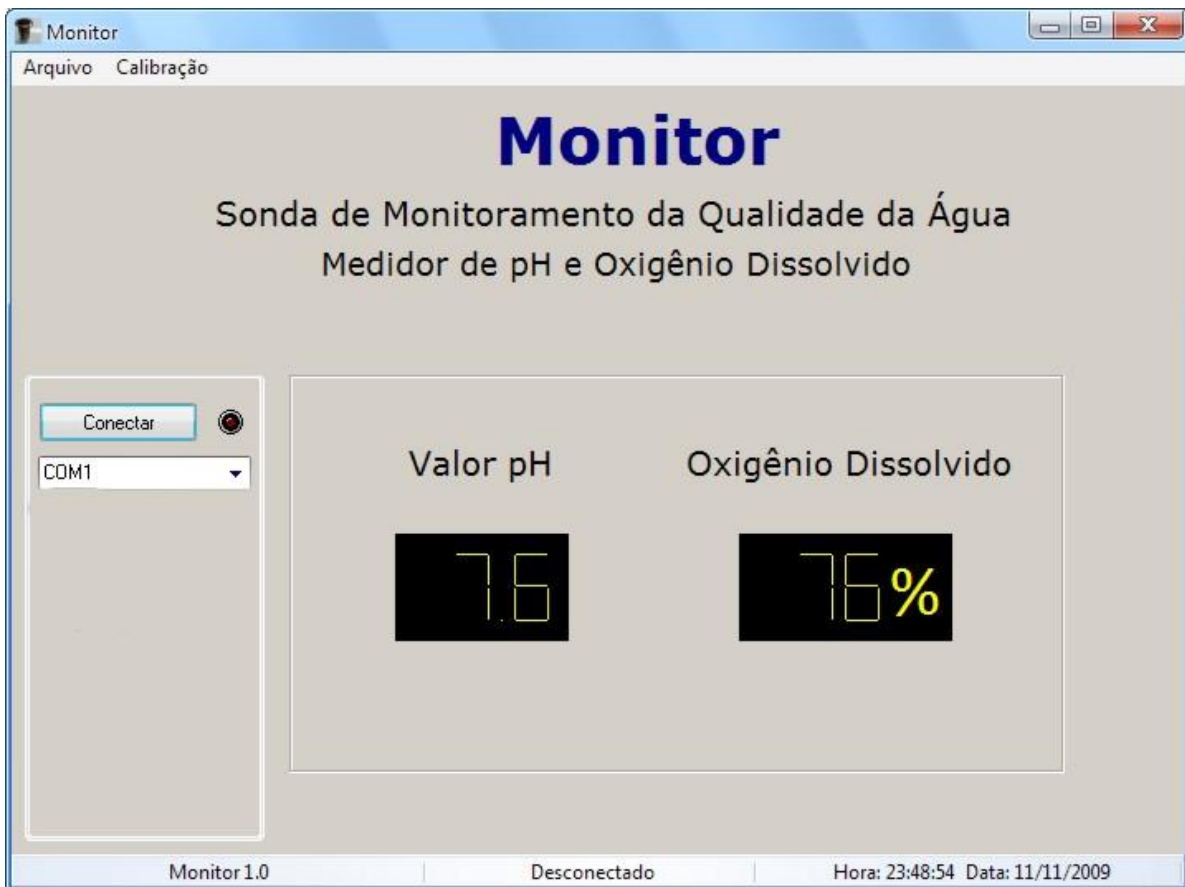 Monitor
Arquivo Calibração
Monitor
Sonda de Monitoramento da Qualidade da Água
Medidor de pH e Oxigênio Dissolvido
Conectar
COM1
Valor pH Oxigênio Dissolvido
7.6 76%
Monitor 1.0 Desconectado Hora: 23:48:54 Data: 11/11/2009